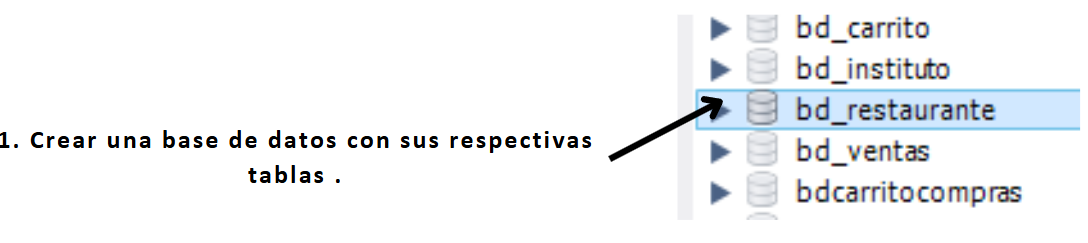 bd_carrito
bd_instituto
bd_restaurante
bd_ventas
bdcarritocompras
1. Crear una base de datos con sus respectivas
tablas .